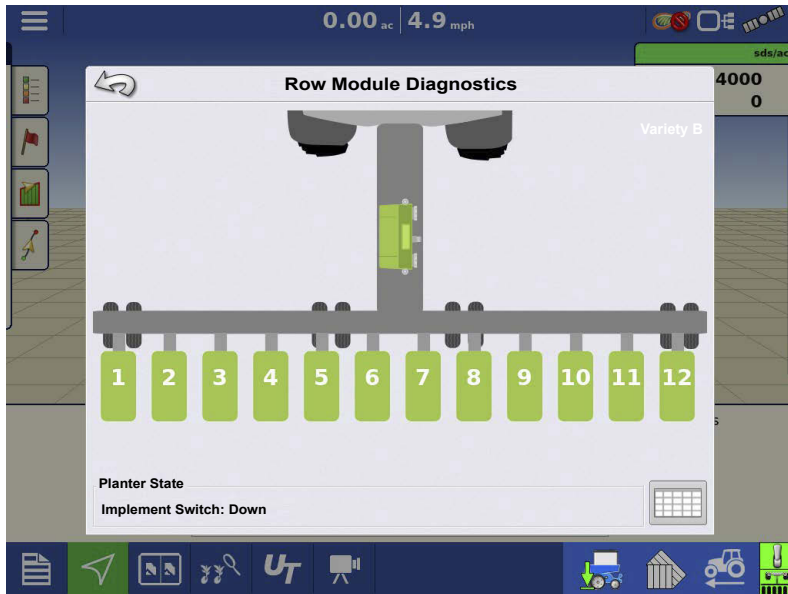 0.00 ac 4.9 mph
sds/ac
Row Module Diagnostics
4000
0
Variety B
1 2 3 4 5 6 7 8 9 10 11 12
s
Planter State
Implement Switch: Down
UT